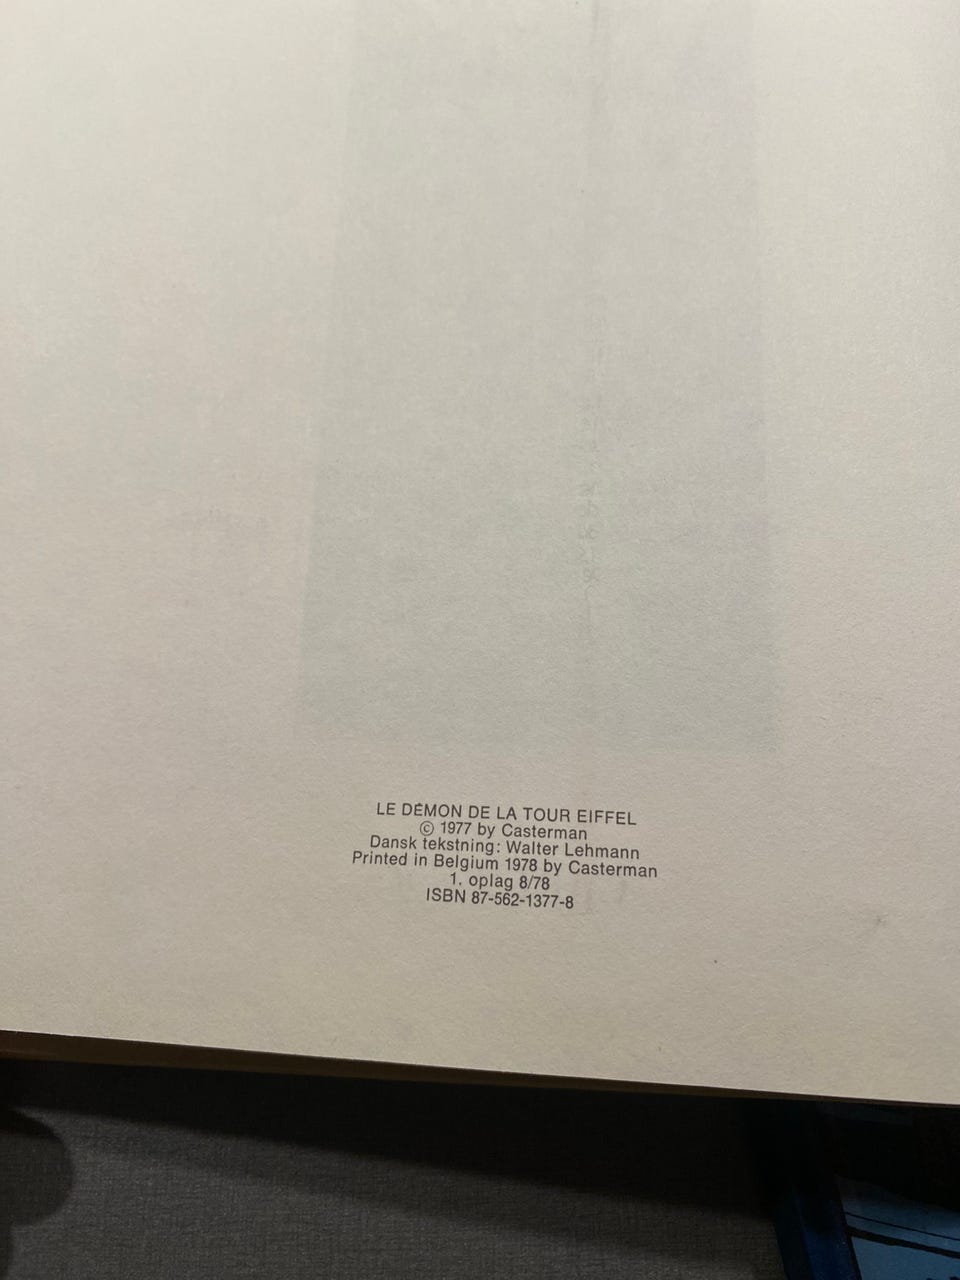 LE DÉMON DE LA TOUR EIFFEL
© 1977 by Casterman
Dansk tekstning: Walter Lehmann
Printed in Belgium 1978 by Casterman
1. oplag 8/78
ISBN 87-562-1377-8